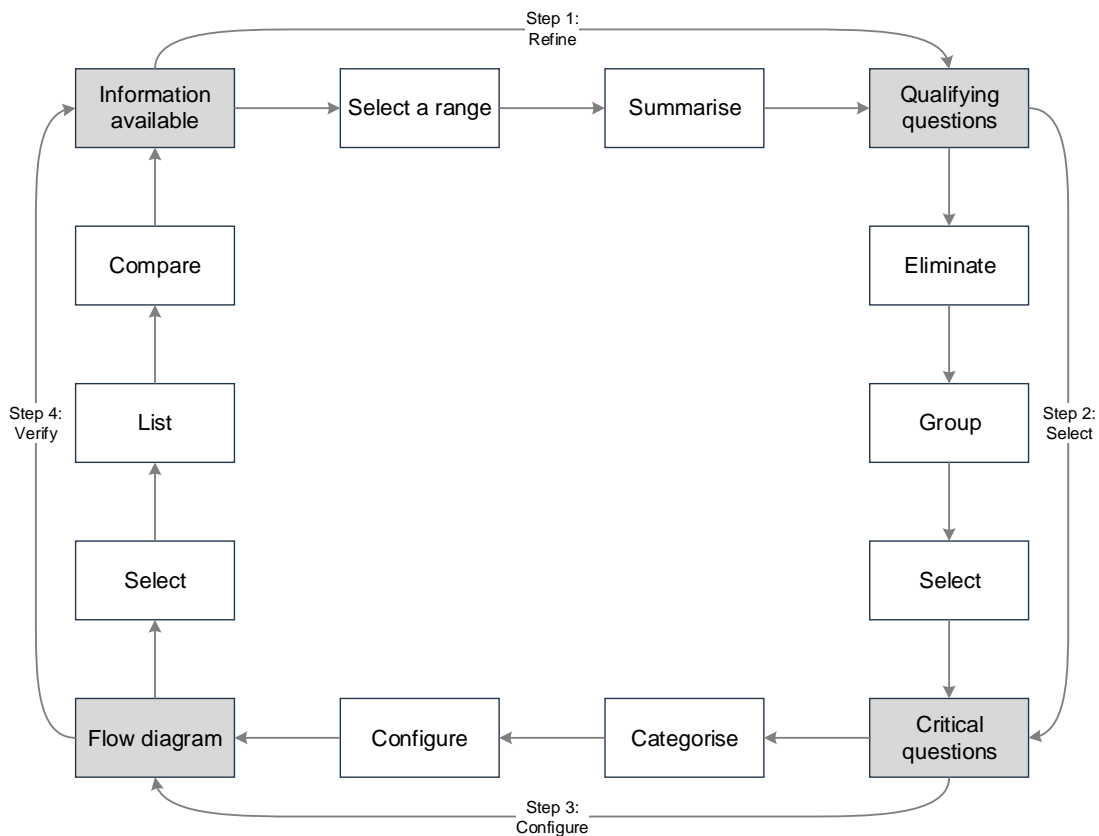 Step 1:
Refine
Information
available
Select a range
Summarise
Qualifying
questions
Compare
Eliminate
Step 4:
Verify
List
Group
Step 2:
Select
Select
Select
Flow diagram
Configure
Categorise
Critical
questions
Step 3:
Configure